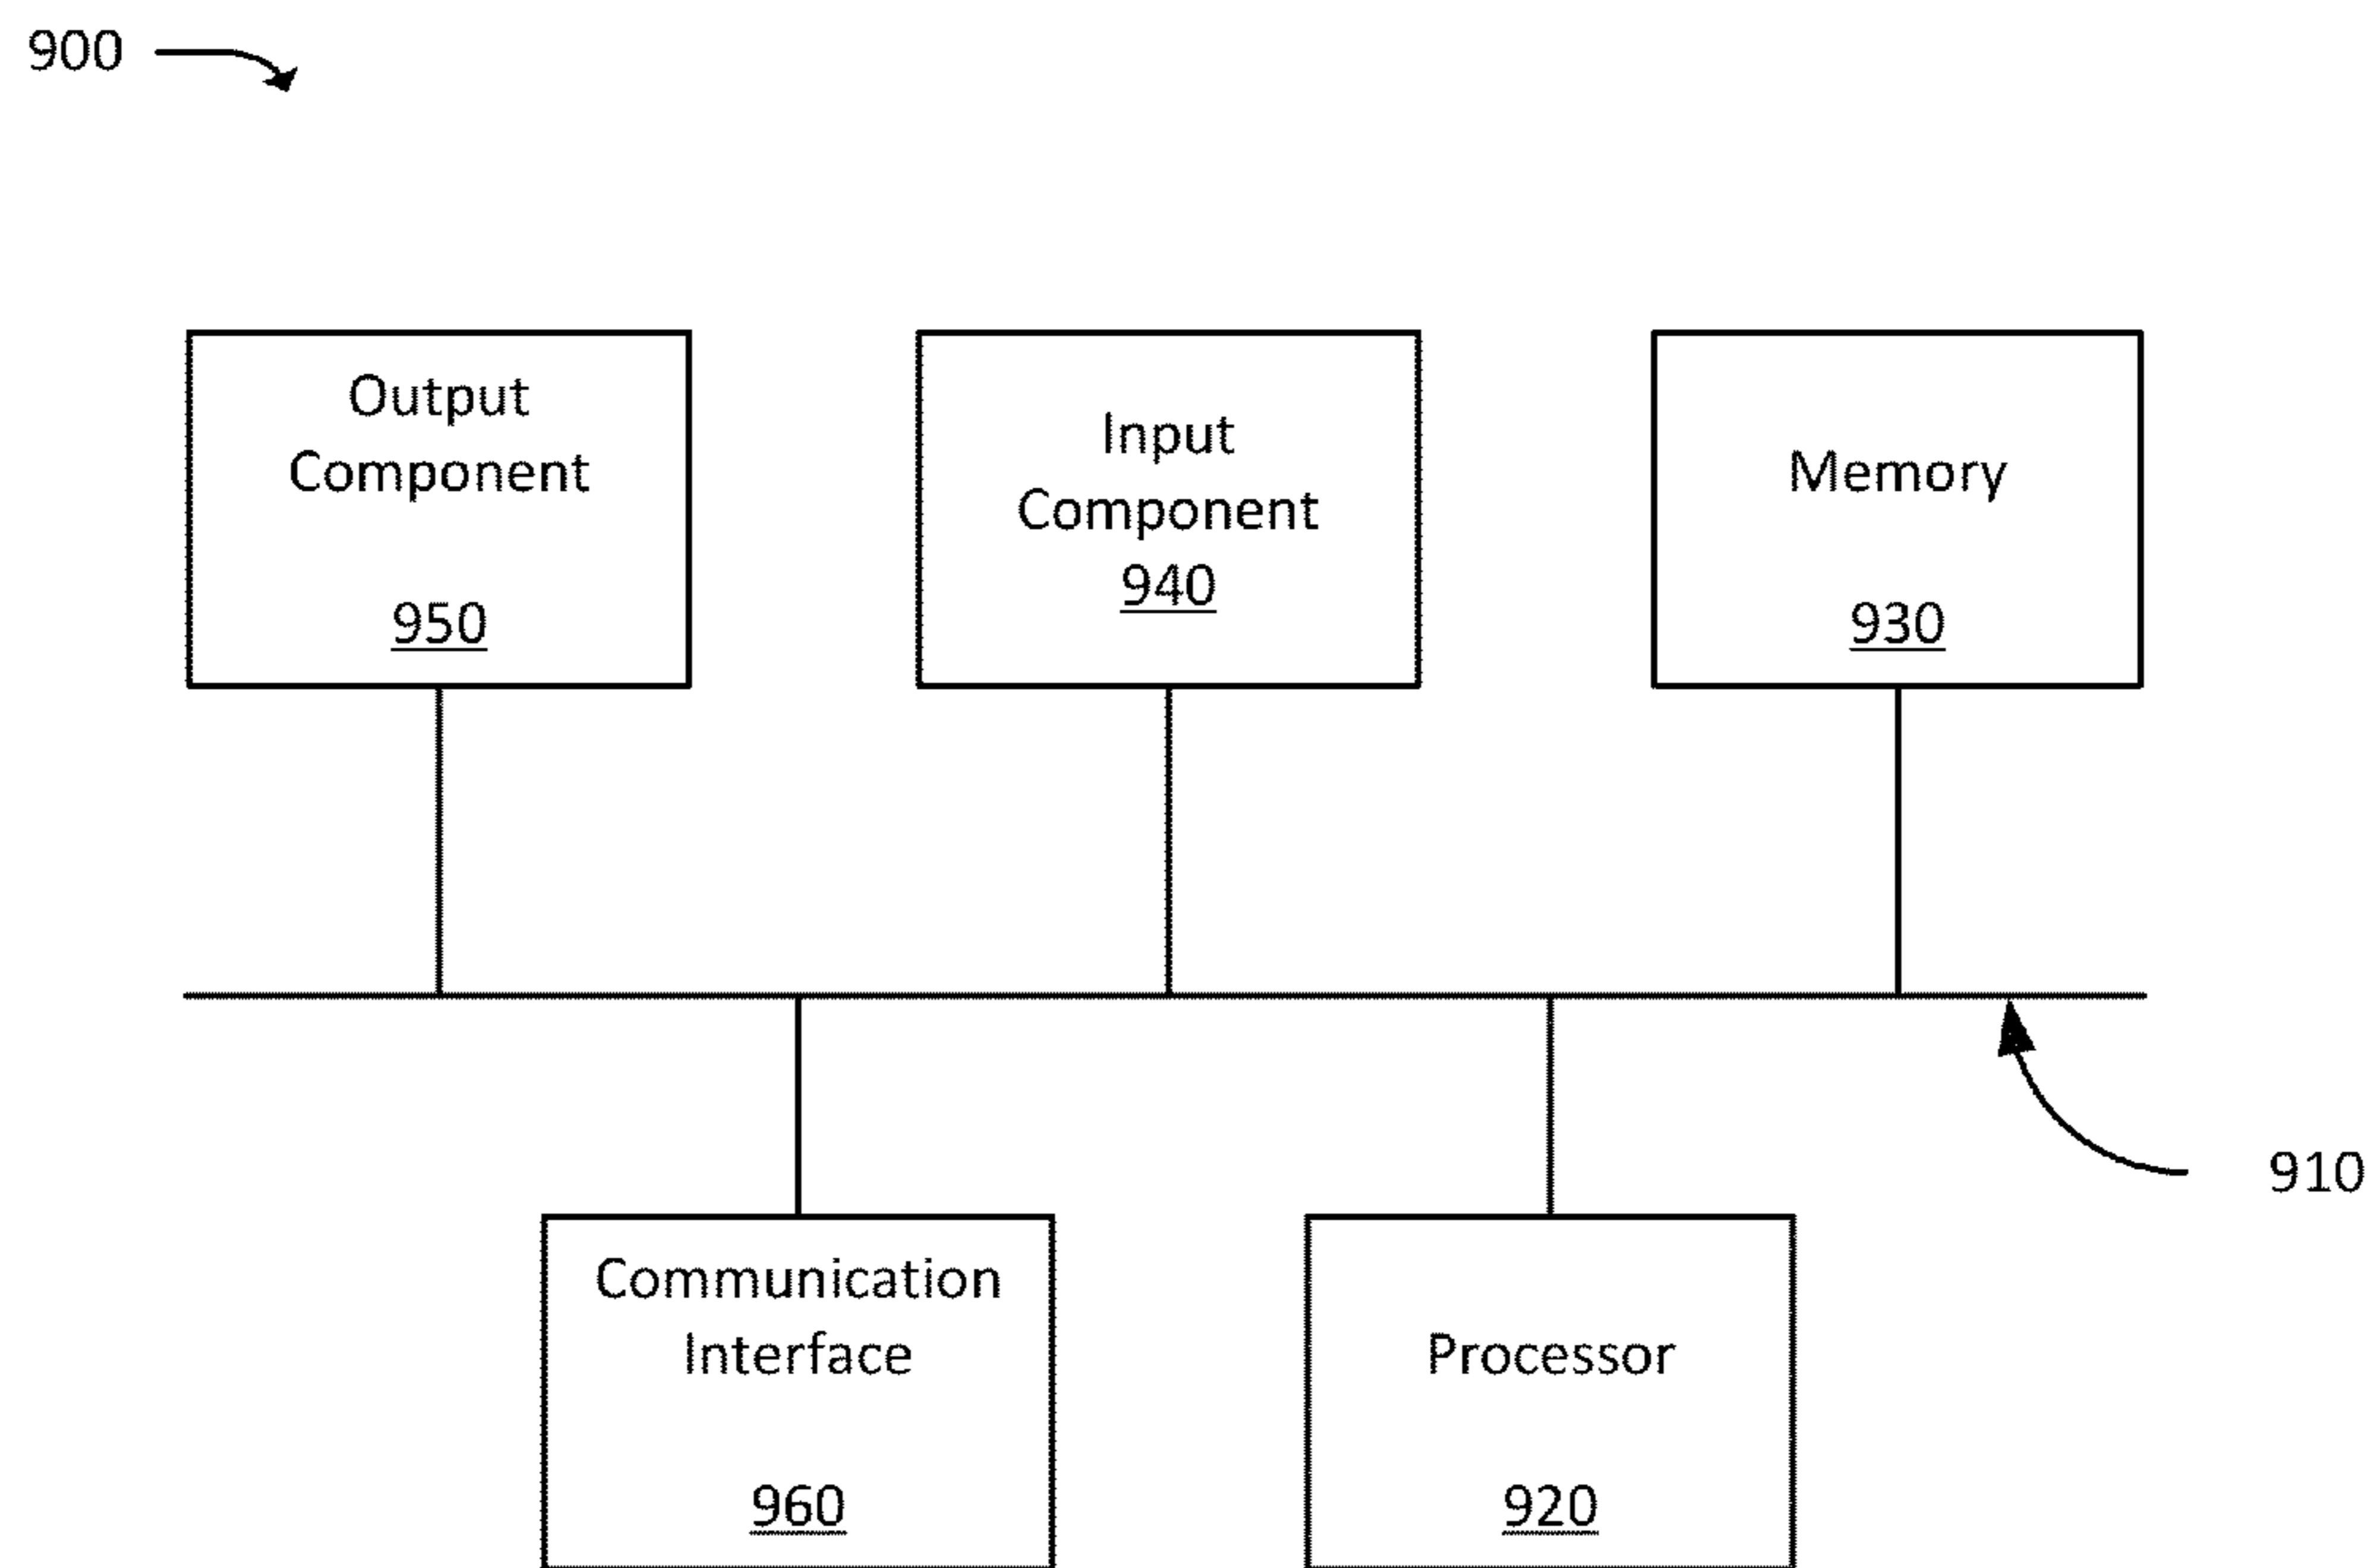 900
Output
Component
950
Input
Component
940
Memory
930
910
Communication
Interface
960
Processor
920